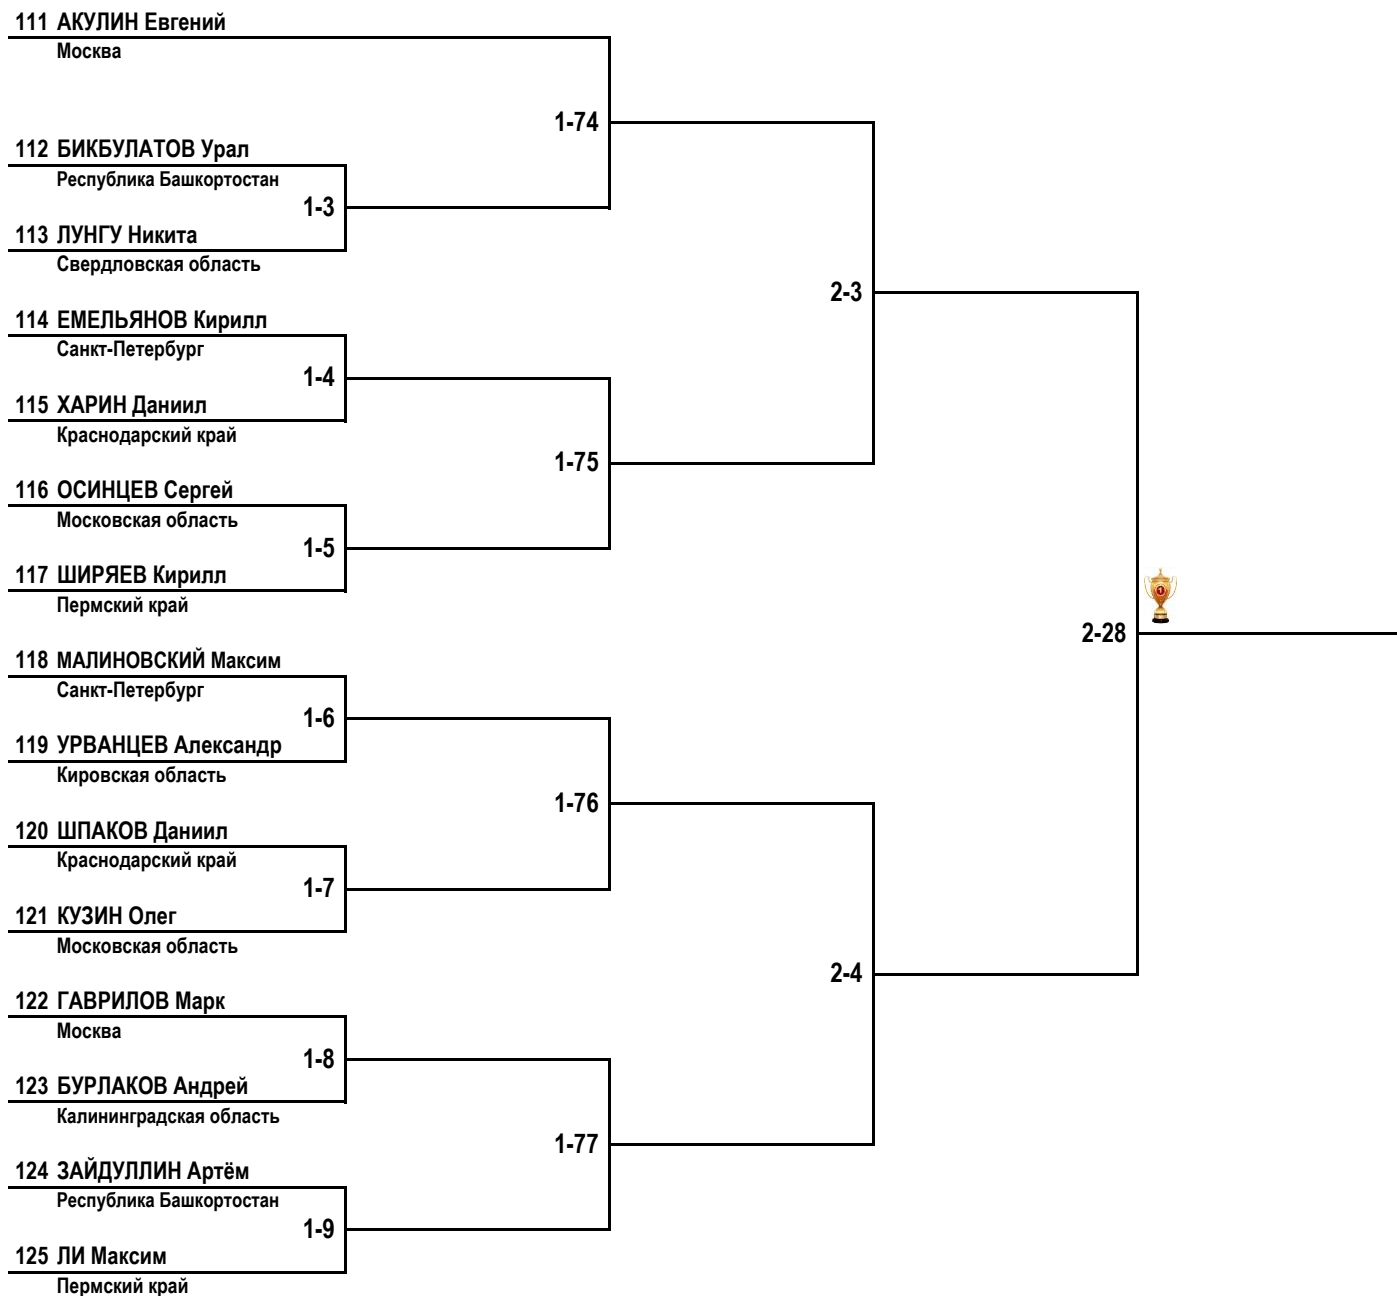 111 АКУЛИН Евгений
Москва
1-74
112 БИКБУЛАТОВ Урал
Республика Башкортостан
1-3
113 ЛУНГУ Никита
Свердловская область
2-3
114 ЕМЕЛЬЯНОВ Кирилл
Санкт-Петербург
1-4
115 ХАРИН Даниил
Краснодарский край
1-75
116 ОСИНЦЕВ Сергей
Московская область
1-5
117 ШИРЯЕВ Кирилл
Пермский край
1
2-28
118 МАЛИНОВСКИЙ Максим
Санкт-Петербург
1-6
119 УРВАНЦЕВ Александр
Кировская область
1-76
120 ШПАКОВ Даниил
Краснодарский край
1-7
121 КУЗИН Олег
Московская область
2-4
122 ГАВРИЛОВ Марк
Москва
1-8
123 БУРЛАКОВ Андрей
Калининградская область
1-77
124 ЗАЙДУЛЛИН Артём
Республика Башкортостан
1-9
125 ЛИ Максим
Пермский край